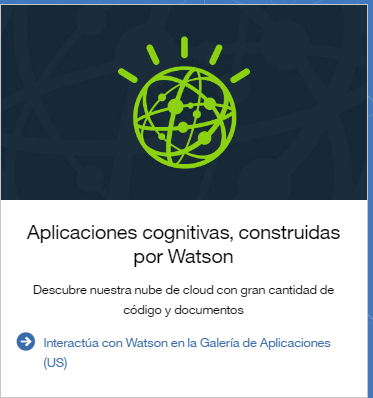 Aplicaciones cognitivas, construidas
por Watson
Descubre nuestra nube de cloud con gran cantidad de
código y documentos
Interactúa con Watson en la Galería de Aplicaciones
(US)